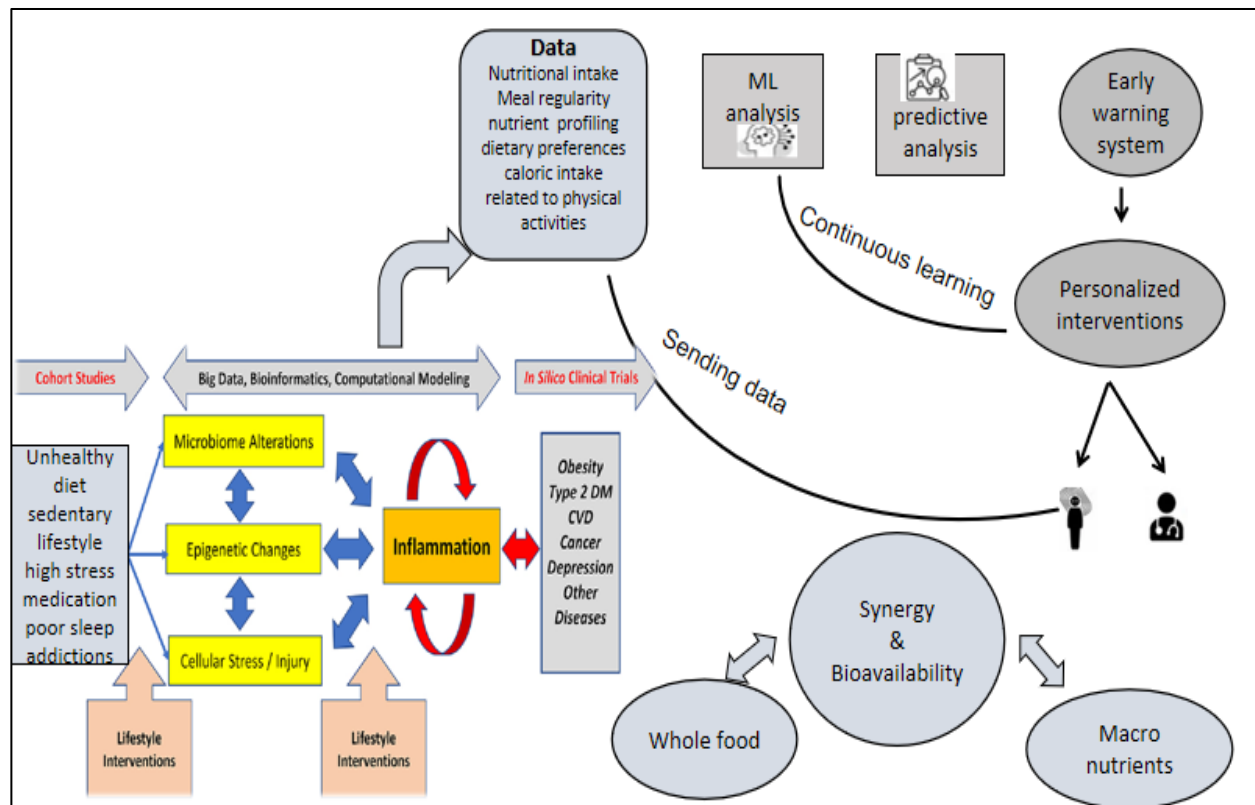 Data
Nutritional intake
Meal regularity
nutrient profiling
dietary preferences
caloric intake
related to physical
activities
ML
analysis
predictive
analysis
Early
warning
system
Continuous learning
Personalized
interventions
Sending data
Cohort Studies
Big Data, Bioinformatics, Computational Modeling
In Silico Clinical Trials
Unhealthy
diet
sedentary
lifestyle
high stress
medication
poor sleep
addictions
Microbiome Alterations
Epigenetic Changes
Cellular Stress / Injury
Inflammation
Obesity
Type 2 DM
CVD
Cancer
Depression
Other
Diseases
Lifestyle
Interventions
Lifestyle
Interventions
Synergy
&
Bioavailability
Whole food
Macro
nutrients